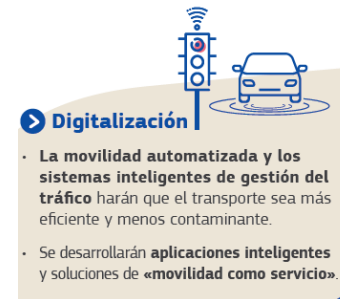 Digitalización
· La movilidad automatizada y los
sistemas inteligentes de gestión del
tráfico harán que el transporte sea más
eficiente y menos contaminante.
· Se desarrollarán aplicaciones inteligentes
y soluciones de «movilidad como servicio».